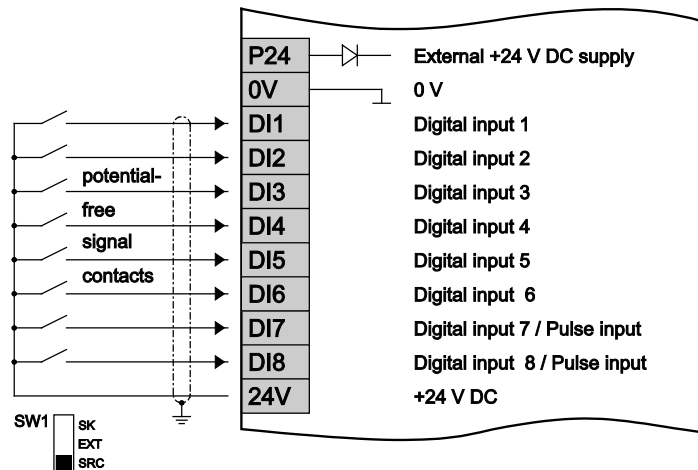 P24 External +24 V DC supply
0V 0 V
DI1 Digital input 1
DI2 Digital input 2
potential-
DI3 Digital input 3
free
DI4 Digital input 4
signal
DI5 Digital input 5
contacts
DI6 Digital input 6
DI7 Digital input 7 / Pulse input
DI8 Digital input 8 / Pulse input
24V +24 V DC
SW1 SK
EXT
SRC